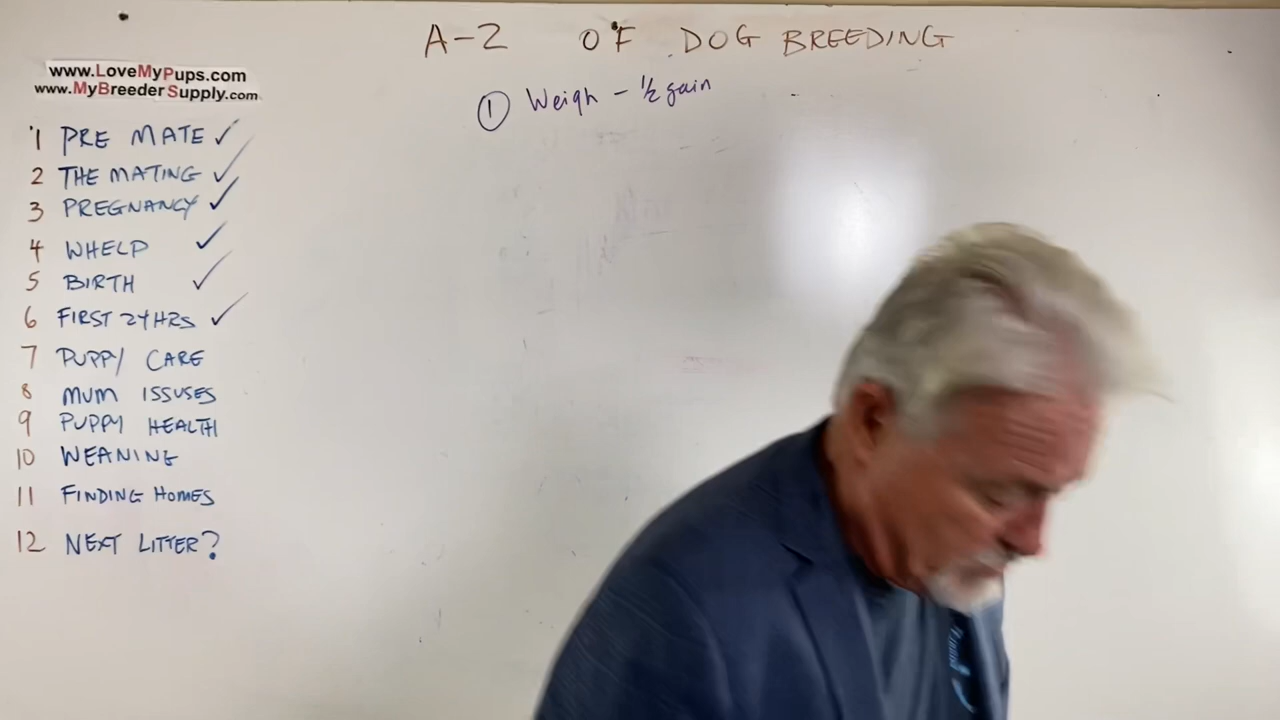 A-Z OF DOG BREEDING
www.LoveMyPups.com
www.MyBreederSupply.com
① Weigh - ½ gain
1 PRE MATE ✓
2 THE MATING ✓
3 PREGNANCY ✓
4 WHELP ✓
5 BIRTH ✓
6 FIRST 24HRS ✓
7 PUPPY CARE
8 MUM ISSUSES
9 PUPPY HEALTH
10 WEANING
11 FINDING HOMES
12 NEXT LITTER?